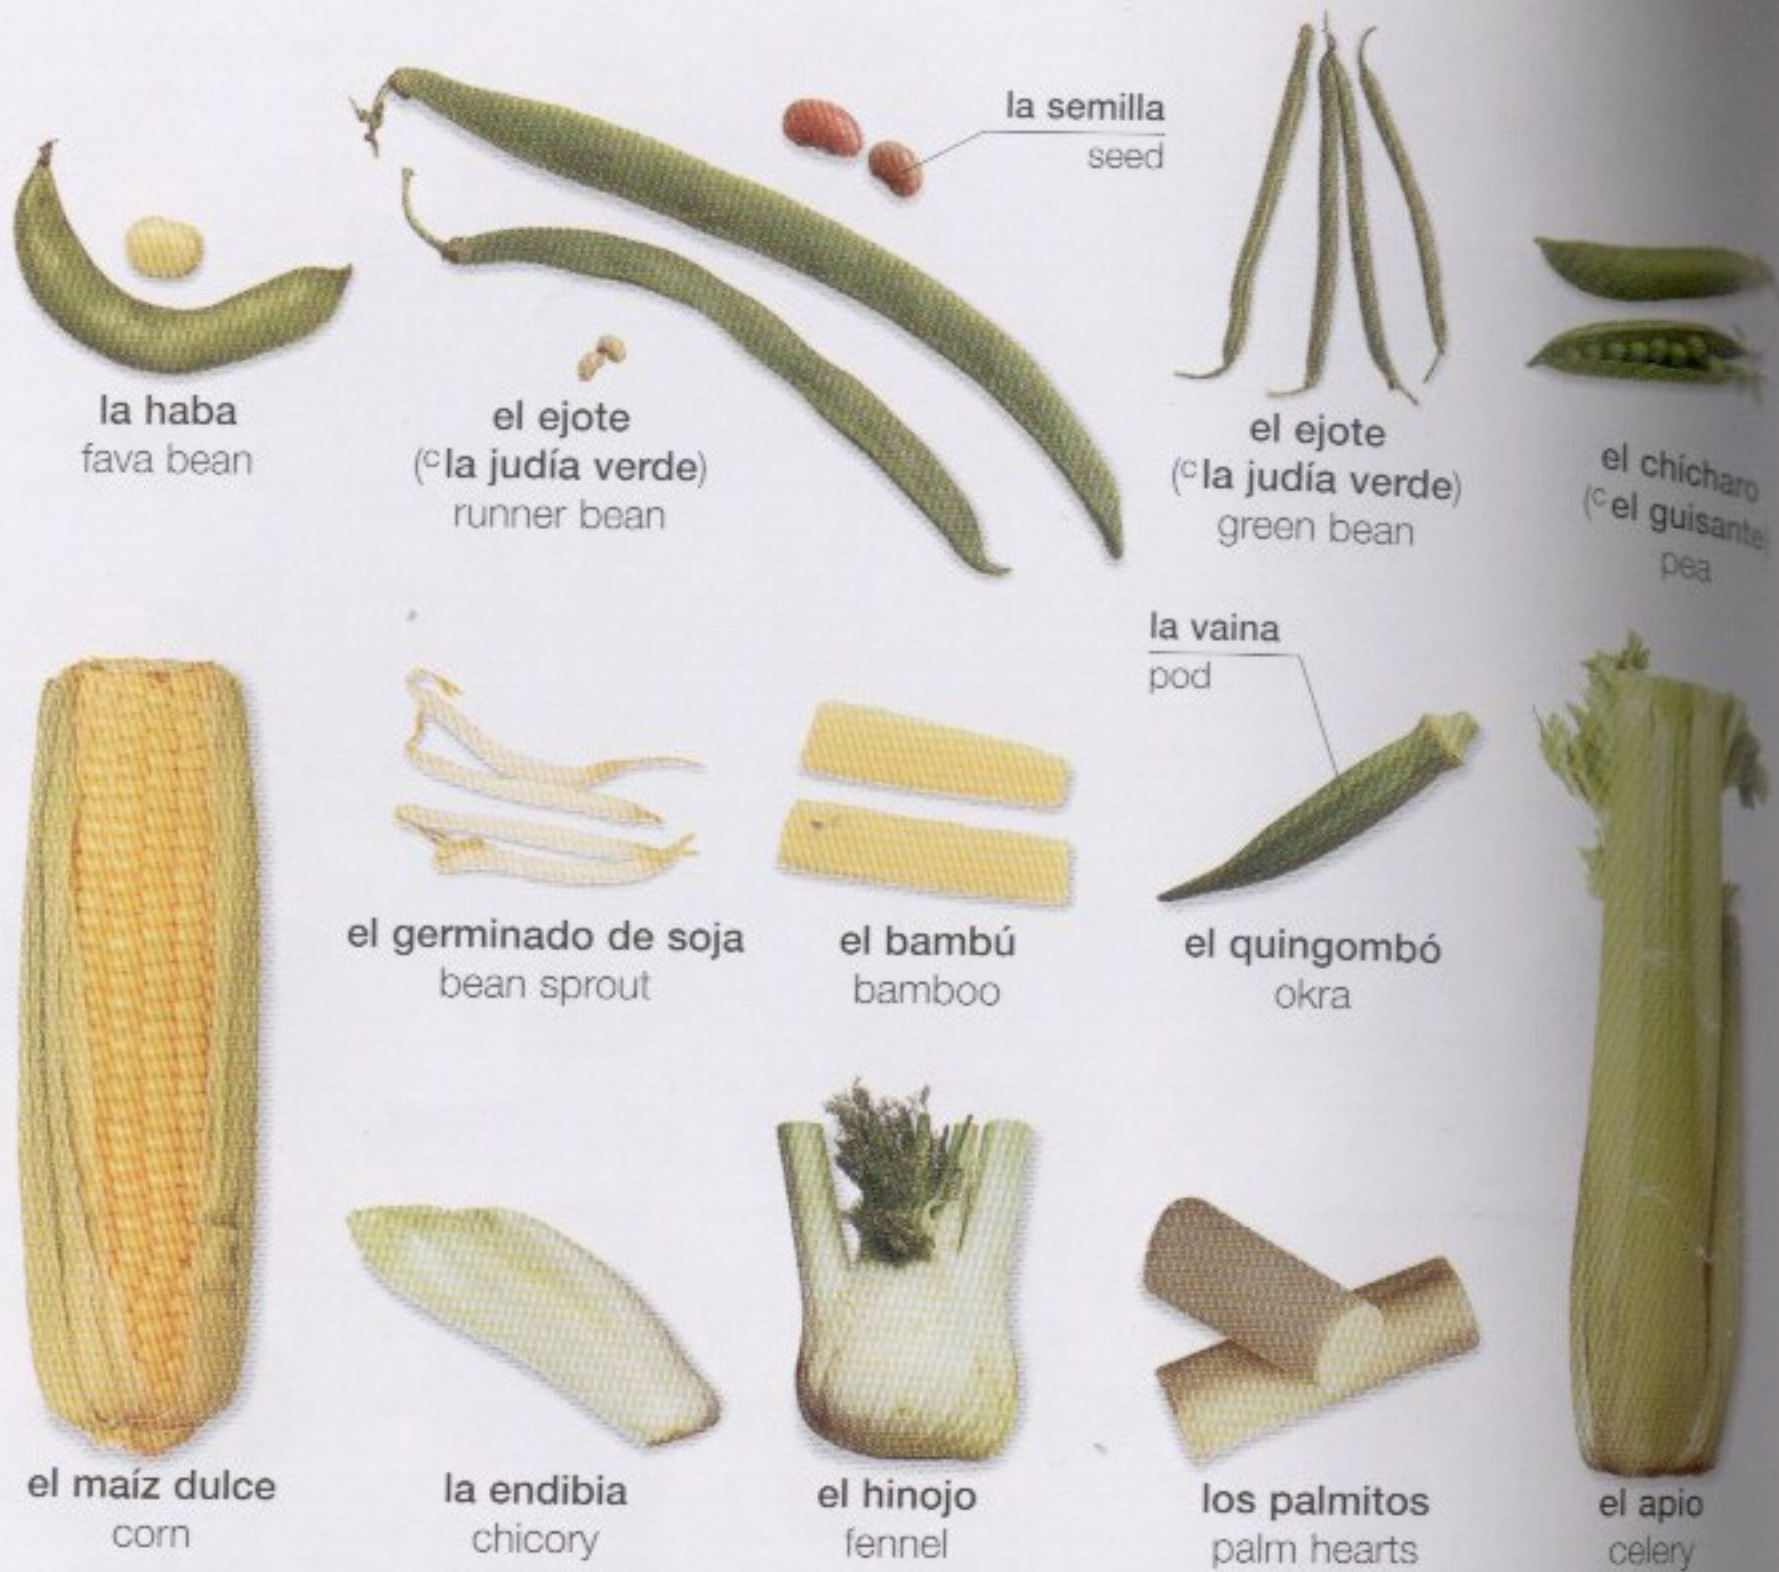 la semilla
seed
la haba
fava bean
el ejote
(ᶜla judía verde)
runner bean
el ejote
(ᶜla judía verde)
green bean
el chícharo
(ᶜel guisante)
pea
la vaina
pod
el germinado de soja
bean sprout
el bambú
bamboo
el quingombó
okra
el maíz dulce
corn
la endibia
chicory
el hinojo
fennel
los palmitos
palm hearts
el apio
celery